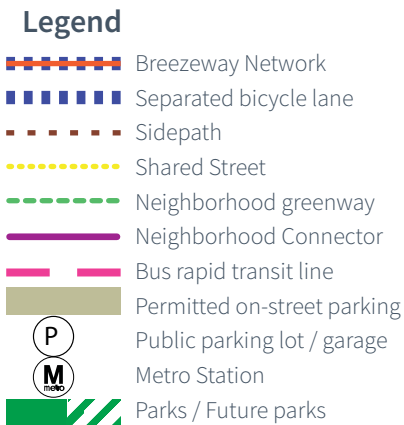 Legend
Breezeway Network
Separated bicycle lane
Sidepath
Shared Street
Neighborhood greenway
Neighborhood Connector
Bus rapid transit line
Permitted on-street parking
P Public parking lot / garage
M metro Metro Station
Parks / Future parks